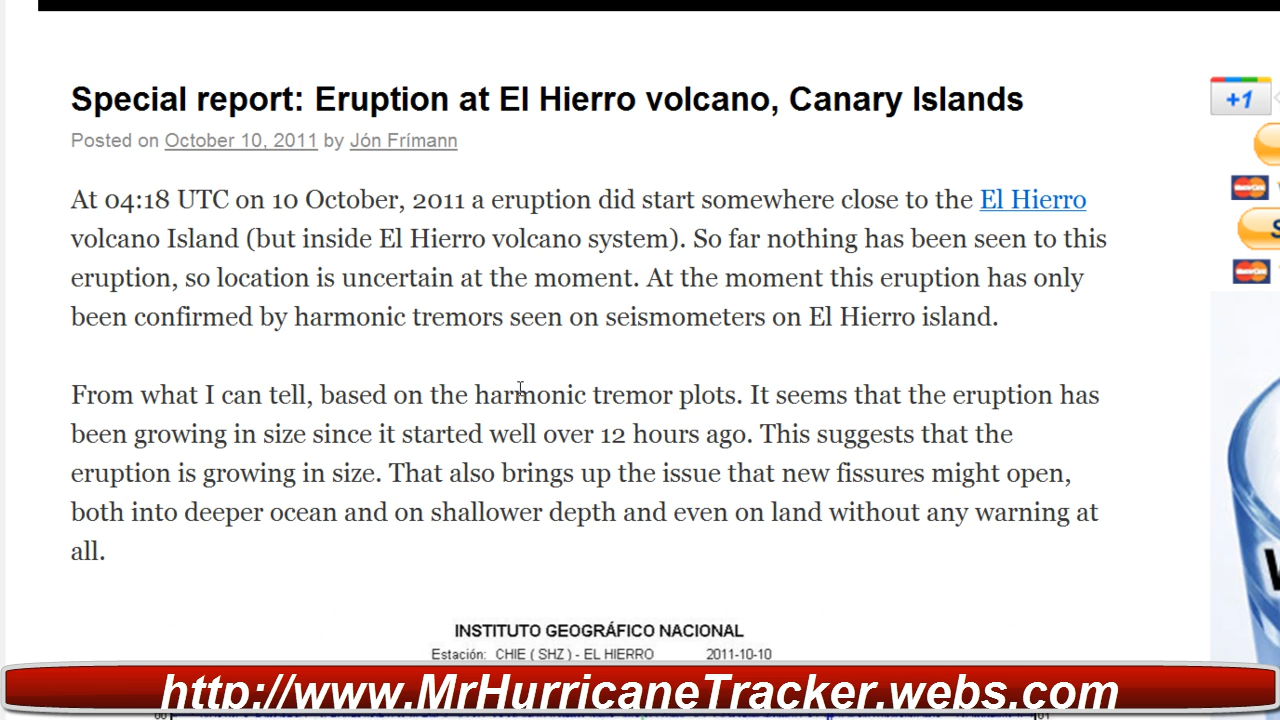 Special report: Eruption at El Hierro volcano, Canary Islands
+1
Posted on October 10, 2011 by Jón Frímann
At 04:18 UTC on 10 October, 2011 a eruption did start somewhere close to the El Hierro
volcano Island (but inside El Hierro volcano system). So far nothing has been seen to this
eruption, so location is uncertain at the moment. At the moment this eruption has only
been confirmed by harmonic tremors seen on seismometers on El Hierro island.
From what I can tell, based on the harmonic tremor plots. It seems that the eruption has
been growing in size since it started well over 12 hours ago. This suggests that the
eruption is growing in size. That also brings up the issue that new fissures might open,
both into deeper ocean and on shallower depth and even on land without any warning at
all.
INSTITUTO GEOGRÁFICO NACIONAL
Estación: CHIE ( SHZ ) - EL HIERRO 2011-10-10
http://www.MrHurricaneTracker.webs.com